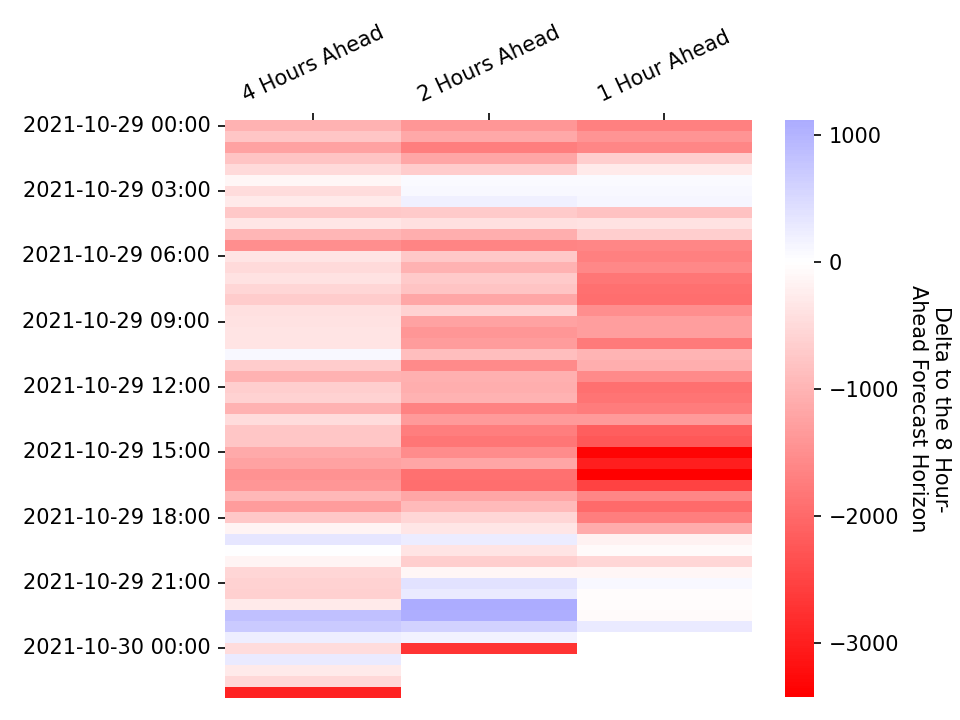 4 Hours Ahead
2 Hours Ahead
1 Hour Ahead
2021-10-29 00:00
2021-10-29 03:00
2021-10-29 06:00
2021-10-29 09:00
2021-10-29 12:00
2021-10-29 15:00
2021-10-29 18:00
2021-10-29 21:00
2021-10-30 00:00
1000
0
−1000
−2000
−3000
Delta to the 8 Hour-
Ahead Forecast Horizon